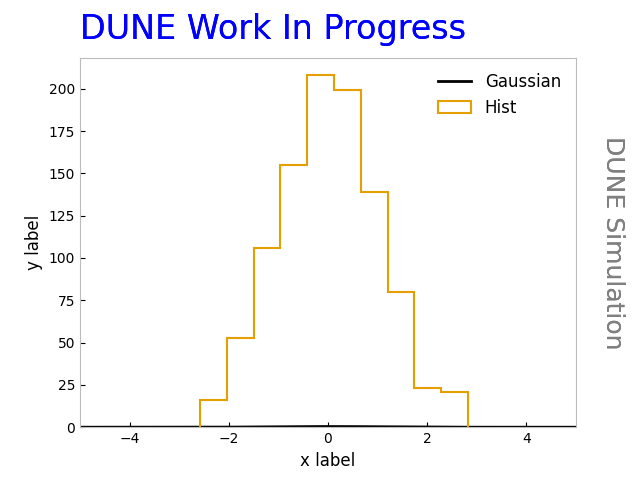 DUNE Work In Progress
Gaussian
Hist
200
175
150
125
100
75
50
25
0
y label
−4
−2
0
2
4
x label
DUNE Simulation